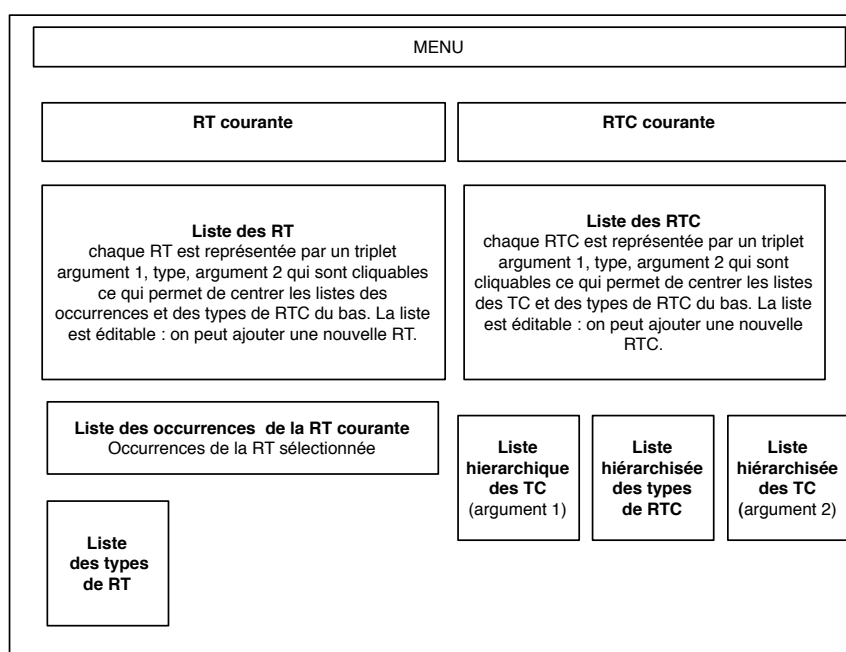 MENU
RT courante
RTC courante
Liste des RT
chaque RT est représentée par un triplet
argument 1, type, argument 2 qui sont cliquables
ce qui permet de centrer les listes des
occurrences et des types de RTC du bas. La liste
est éditable : on peut ajouter une nouvelle RT.
Liste des RTC
chaque RTC est représentée par un triplet
argument 1, type, argument 2 qui sont
cliquables ce qui permet de centrer les listes
des TC et des types de RTC du bas. La liste
est éditable : on peut ajouter une nouvelle
RTC.
Liste des occurrences de la RT courante
Occurrences de la RT sélectionnée
Liste
hierarchique
des TC
(argument 1)
Liste
hiérarchisée
des types
de RTC
Liste
hiérarchisée
des TC
(argument 2)
Liste
des types
de RT